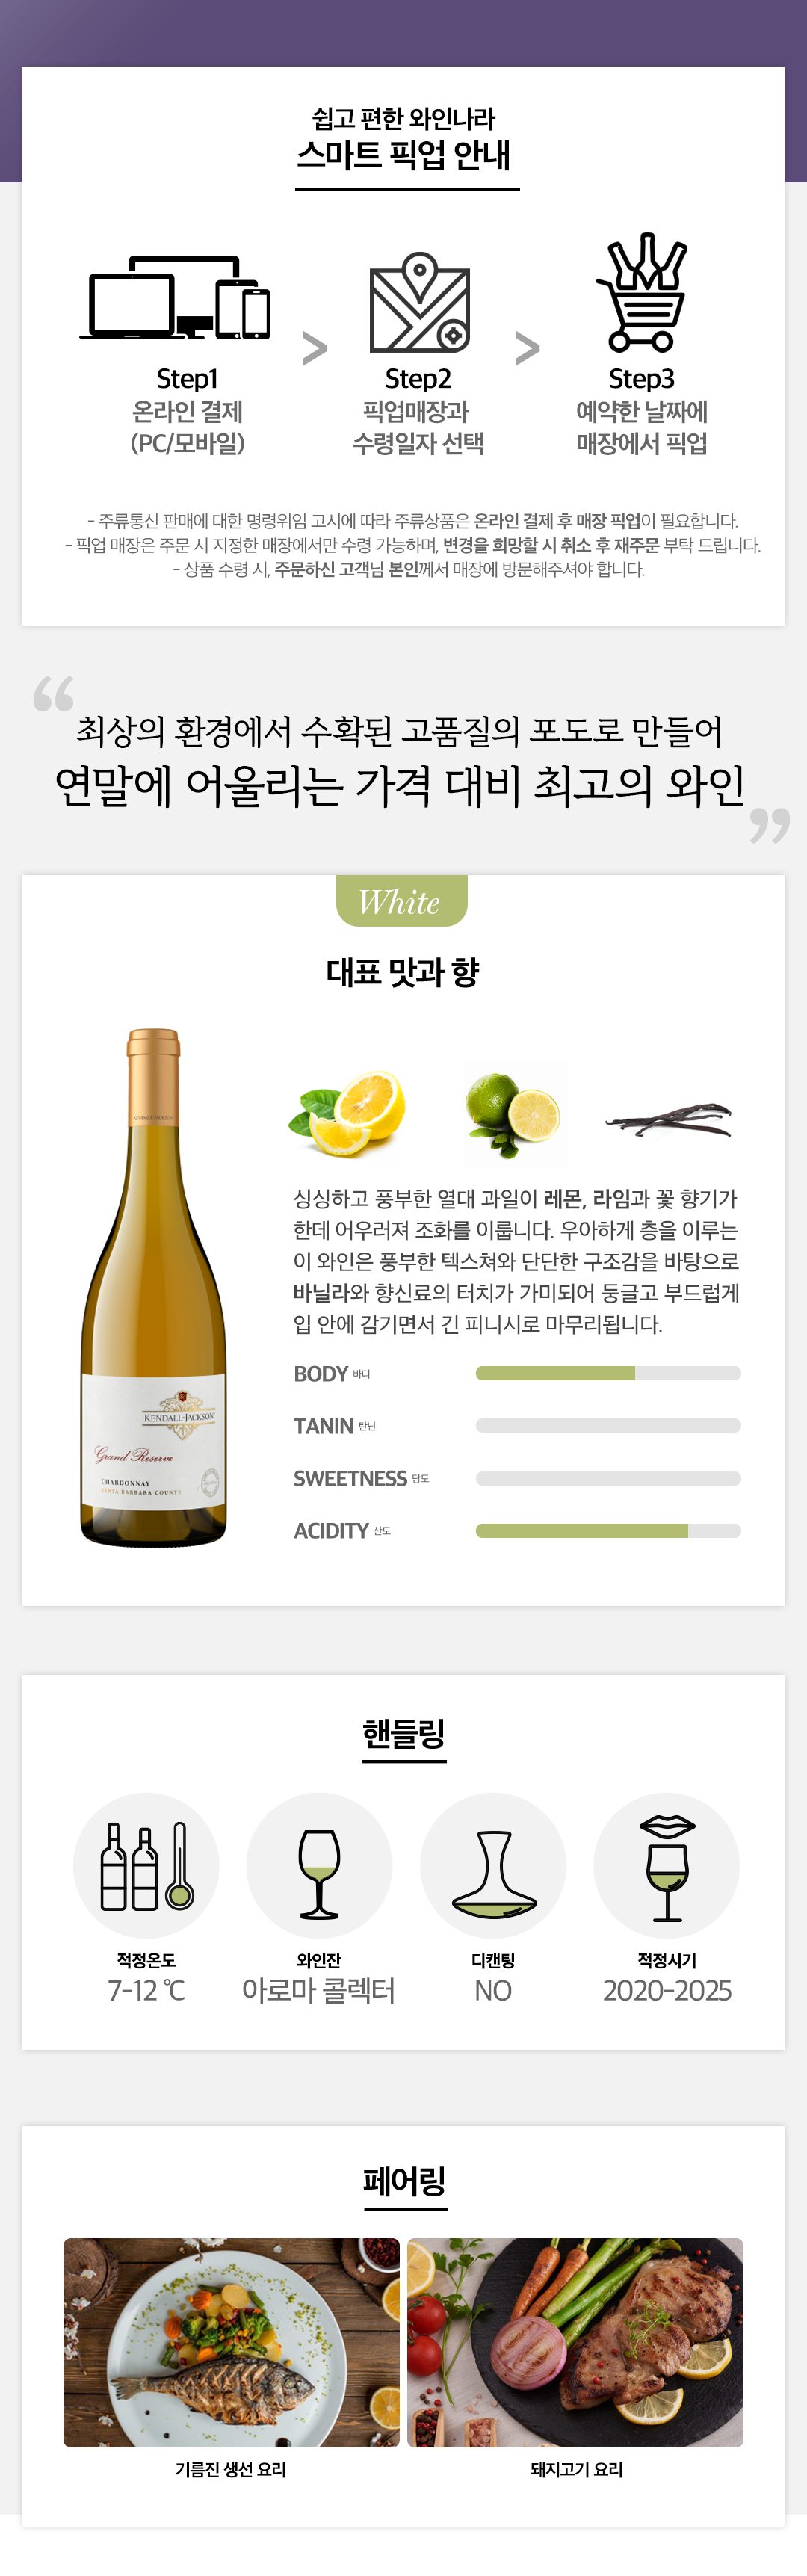 쉽고 편한 와인나라
스마트 픽업 안내
Step1
온라인 결제
(PC/모바일)
>
Step2
픽업매장과
수령일자 선택
>
Step3
예약한 날짜에
매장에서 픽업
- 주류통신 판매에 대한 명령위임 고시에 따라 주류상품은 온라인 결제 후 매장 픽업이 필요합니다.
- 픽업 매장은 주문 시 지정한 매장에서만 수령 가능하며, 변경을 희망할 시 취소 후 재주문 부탁 드립니다.
- 상품 수령 시, 주문하신 고객님 본인께서 매장에 방문해주셔야 합니다.
“
최상의 환경에서 수확된 고품질의 포도로 만들어
연말에 어울리는 가격 대비 최고의 와인
”
White
대표 맛과 향
KENDALL-JACKSON
KENDALL-JACKSON
Grand Reserve
CHARDONNAY
SANTA BARBARA COUNTY
싱싱하고 풍부한 열대 과일이 레몬, 라임과 꽃 향기가
한데 어우러져 조화를 이룹니다. 우아하게 층을 이루는
이 와인은 풍부한 텍스쳐와 단단한 구조감을 바탕으로
바닐라와 향신료의 터치가 가미되어 둥글고 부드럽게
입 안에 감기면서 긴 피니시로 마무리됩니다.
BODY 바디
TANIN 탄닌
SWEETNESS 당도
ACIDITY 산도
핸들링
적정온도
7-12 ℃
와인잔
아로마 콜렉터
디캔팅
NO
적정시기
2020-2025
페어링
기름진 생선 요리
돼지고기 요리